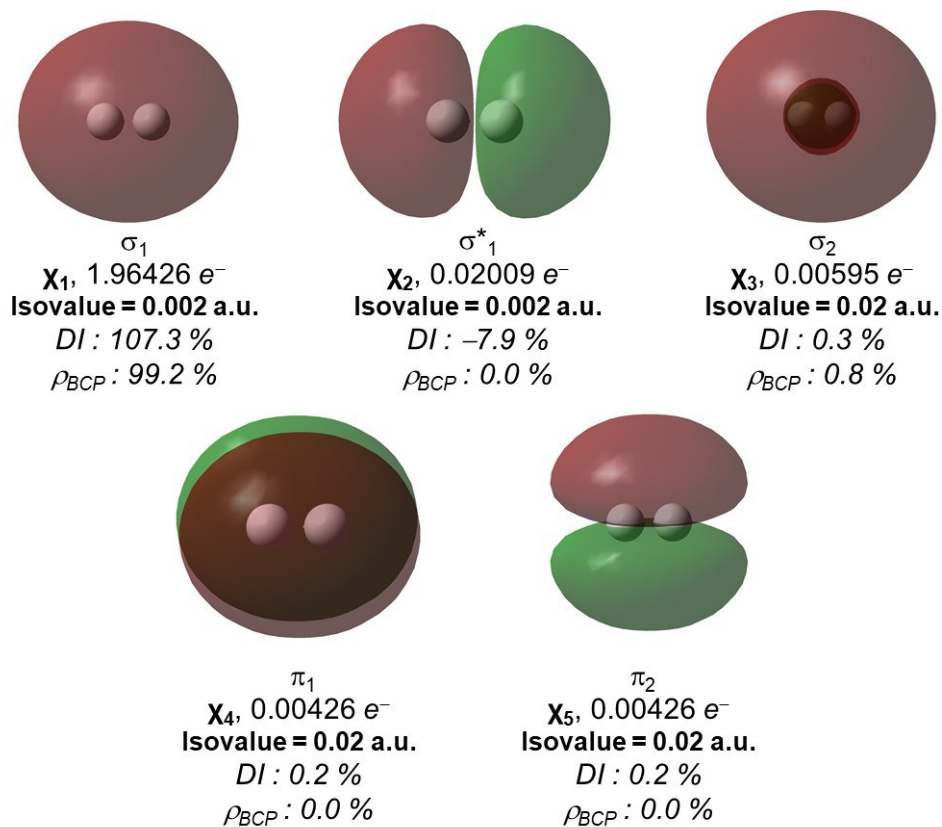 σ₁
χ₁, 1.96426 e⁻
Isovalue = 0.002 a.u.
DI : 107.3 %
ρBCP : 99.2 %
σ*₁
χ₂, 0.02009 e⁻
Isovalue = 0.002 a.u.
DI : −7.9 %
ρBCP : 0.0 %
σ₂
χ₃, 0.00595 e⁻
Isovalue = 0.02 a.u.
DI : 0.3 %
ρBCP : 0.8 %
π₁
χ₄, 0.00426 e⁻
Isovalue = 0.02 a.u.
DI : 0.2 %
ρBCP : 0.0 %
π₂
χ₅, 0.00426 e⁻
Isovalue = 0.02 a.u.
DI : 0.2 %
ρBCP : 0.0 %